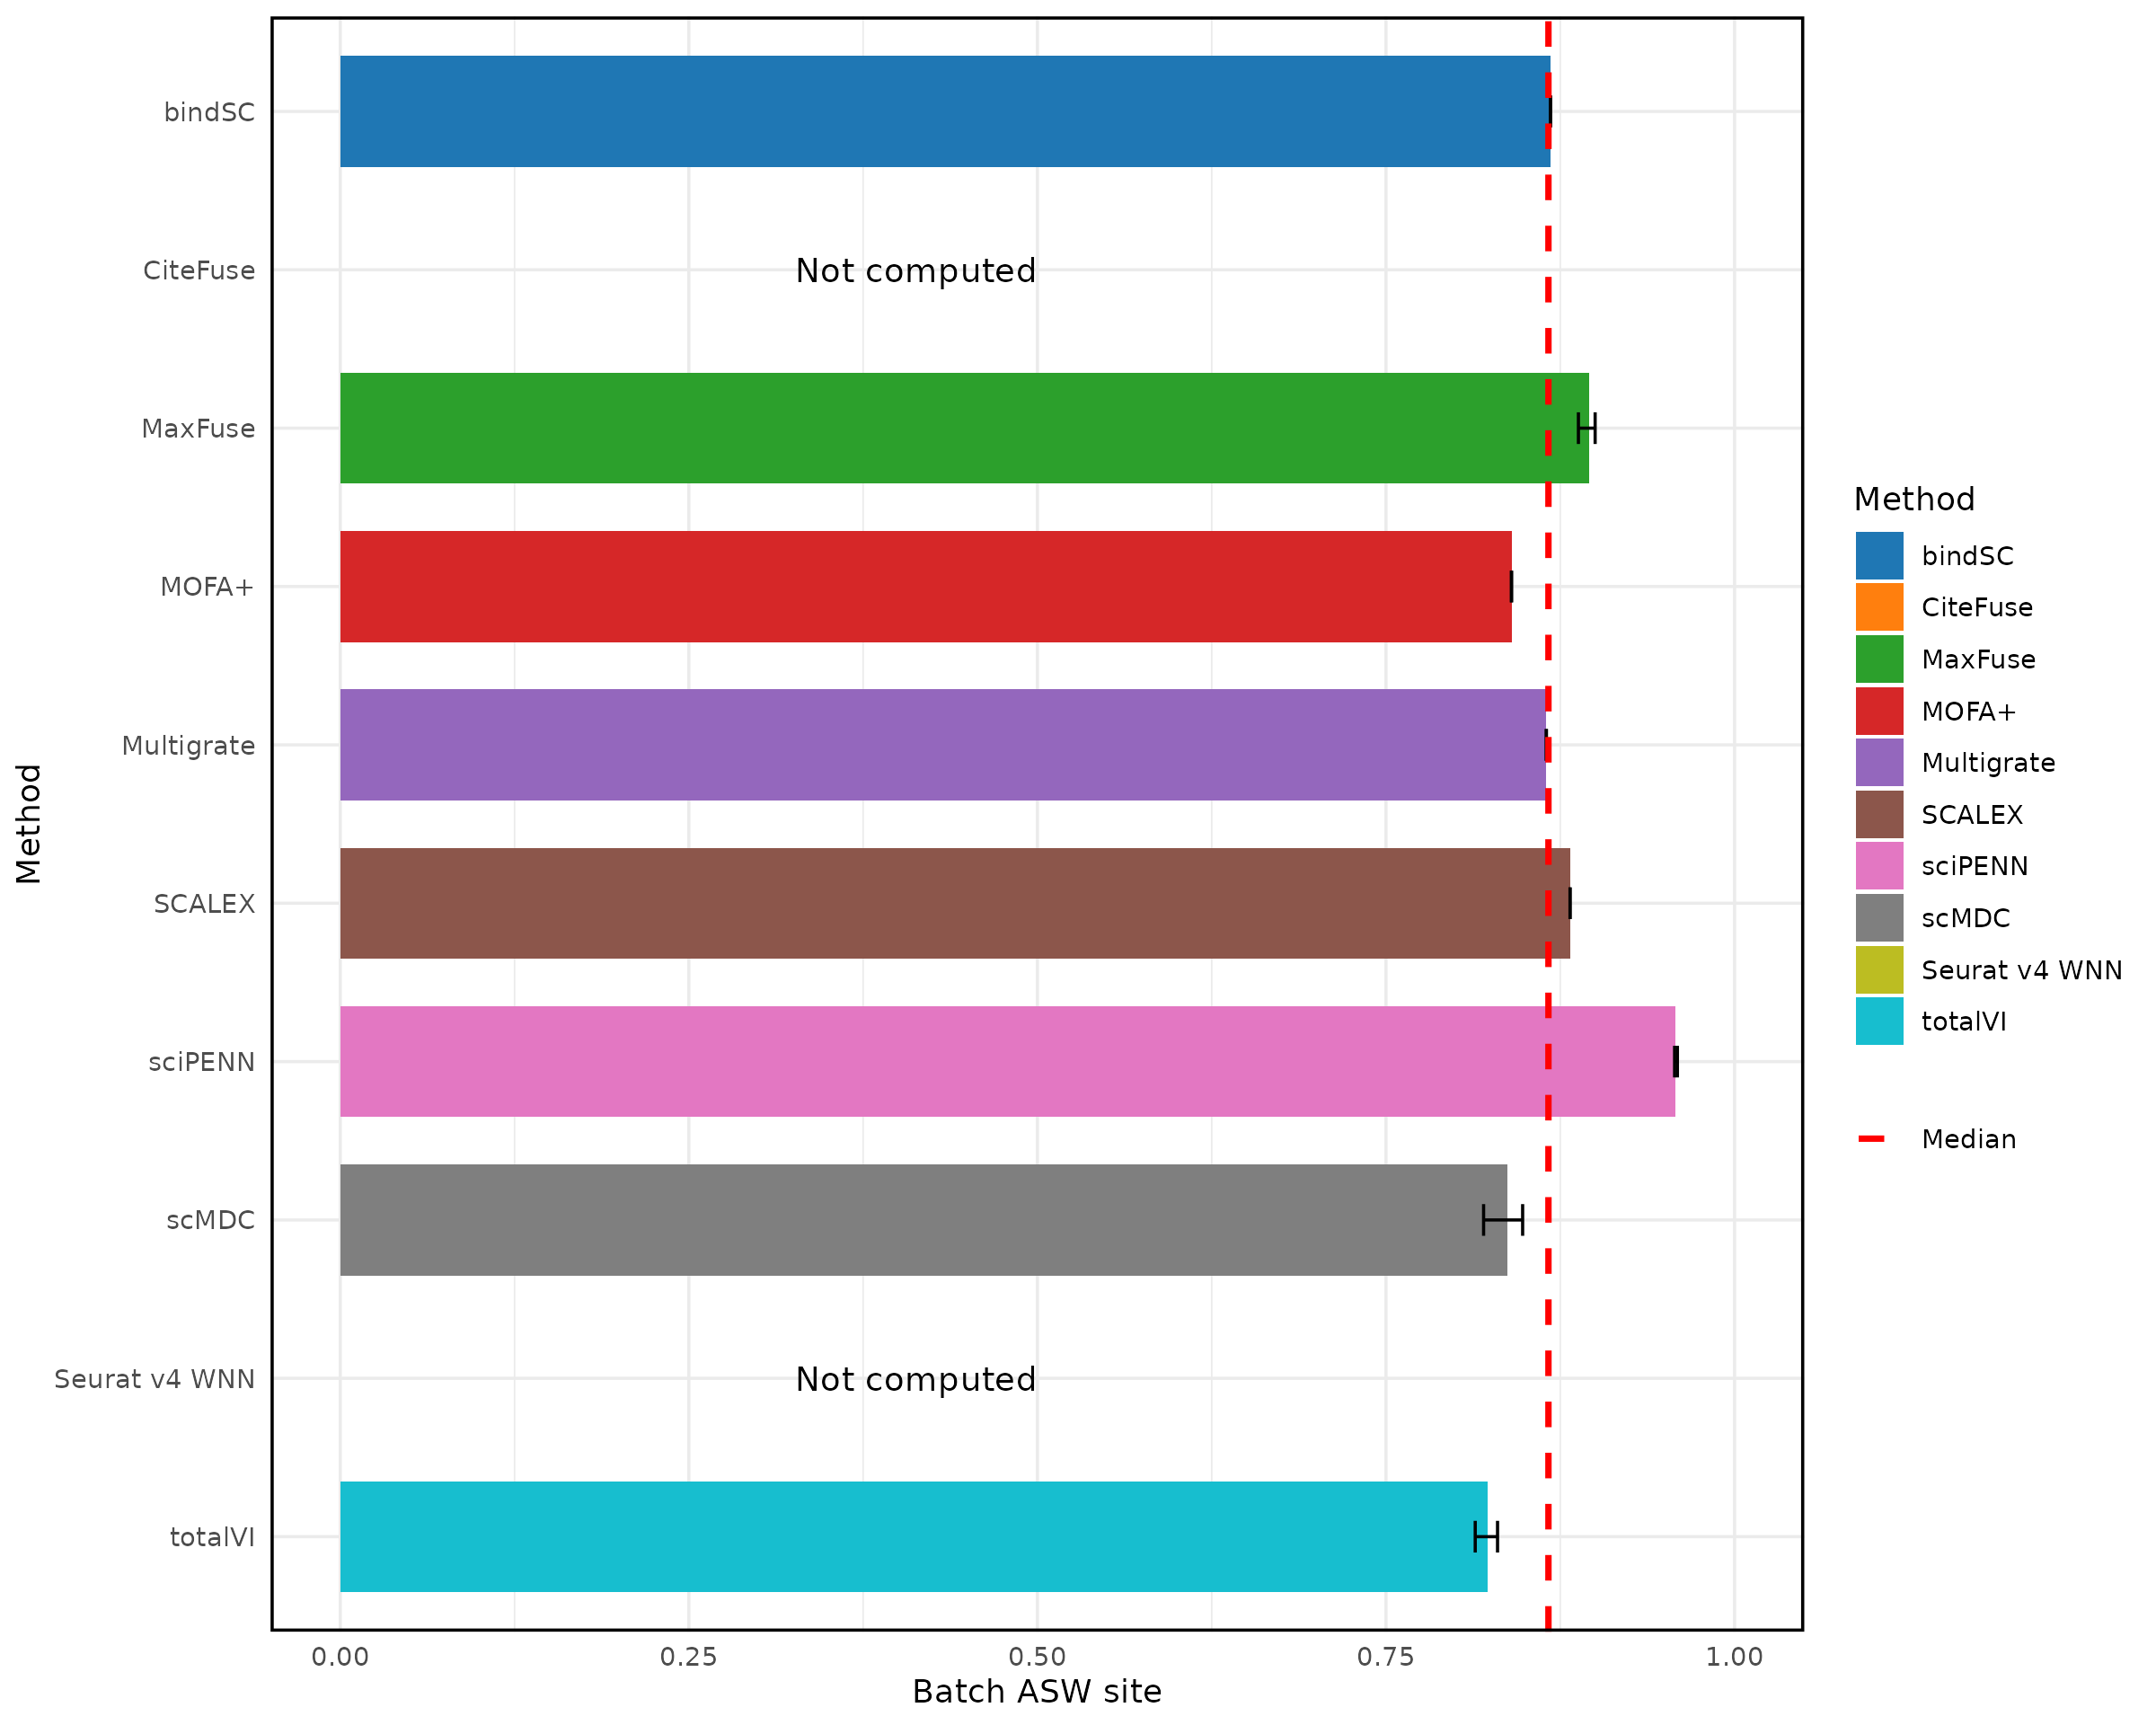 bindSC
CiteFuse
Not computed
MaxFuse
MOFA+
Multigrate
SCALEX
sciPENN
scMDC
Seurat v4 WNN
Not computed
totalVI
Method
0.00 0.25 0.50 0.75 1.00
Batch ASW site
Method
bindSC
CiteFuse
MaxFuse
MOFA+
Multigrate
SCALEX
sciPENN
scMDC
Seurat v4 WNN
totalVI
Median